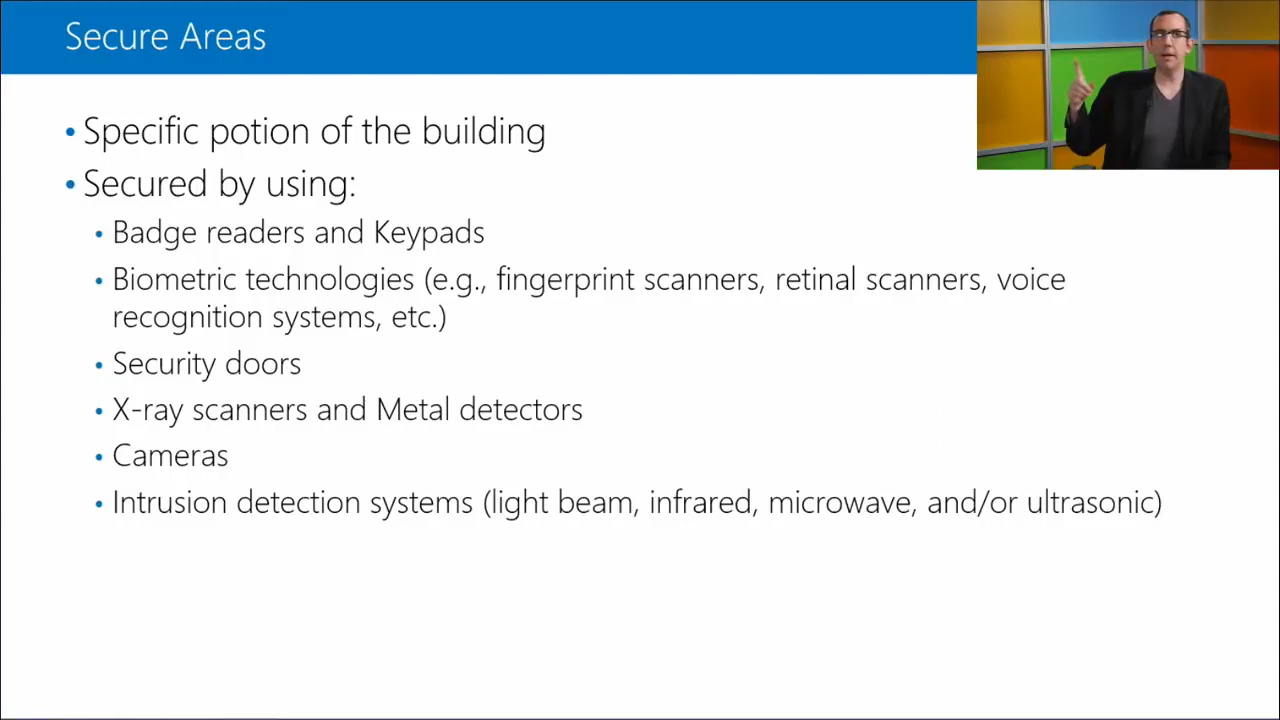 Secure Areas
• Specific potion of the building
• Secured by using:
• Badge readers and Keypads
• Biometric technologies (e.g., fingerprint scanners, retinal scanners, voice
recognition systems, etc.)
• Security doors
• X-ray scanners and Metal detectors
• Cameras
• Intrusion detection systems (light beam, infrared, microwave, and/or ultrasonic)